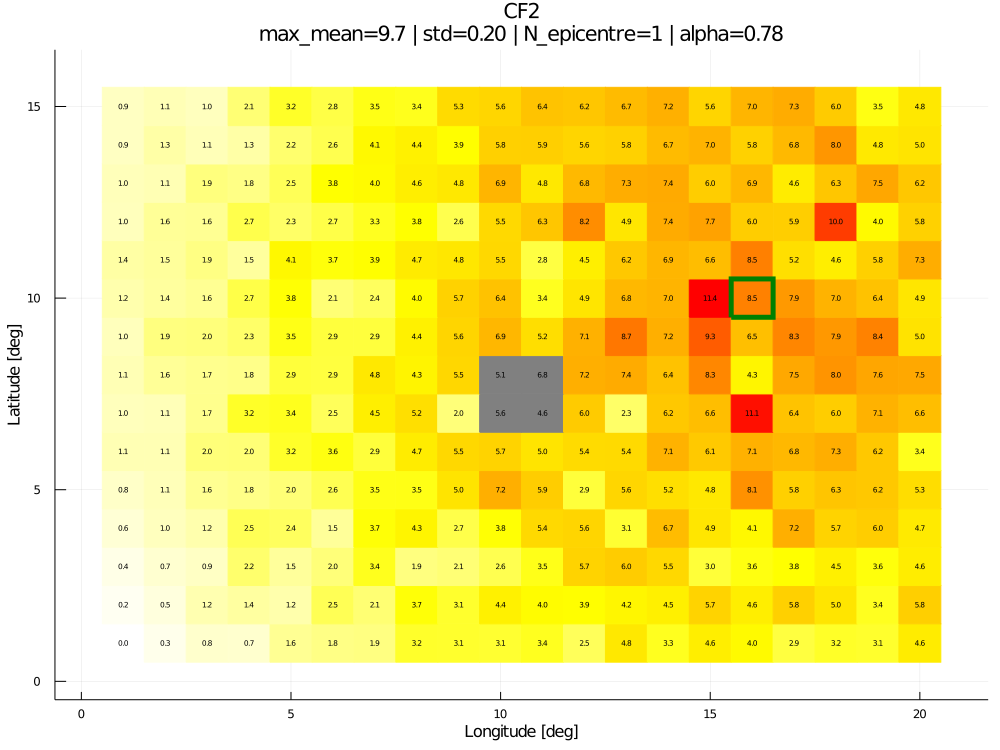 CF2
max_mean=9.7 | std=0.20 | N_epicentre=1 | alpha=0.78
15 0.9 1.1 1.0 2.1 3.2 2.8 3.5 3.4 5.3 5.6 6.4 6.2 6.7 7.2 5.6 7.0 7.3 6.0 3.5 4.8
0.9 1.3 1.1 1.3 2.2 2.6 4.1 4.4 3.9 5.8 5.9 5.6 5.8 6.7 7.0 5.8 6.8 8.0 4.8 5.0
1.0 1.1 1.9 1.8 2.5 3.8 4.0 4.6 4.8 6.9 4.8 6.8 7.3 7.4 6.0 6.9 4.6 6.3 7.5 6.2
1.0 1.6 1.6 2.7 2.3 2.7 3.3 3.8 2.6 5.5 6.3 8.2 4.9 7.4 7.7 6.0 5.9 10.0 4.0 5.8
1.4 1.5 1.9 1.5 4.1 3.7 3.9 4.7 4.8 5.5 2.8 4.5 6.2 6.9 6.6 8.5 5.2 4.6 5.8 7.3
10 1.2 1.4 1.6 2.7 3.8 2.1 2.4 4.0 5.7 6.4 3.4 4.9 6.8 7.0 11.4 8.5 7.9 7.0 6.4 4.9
1.0 1.9 2.0 2.3 3.5 2.9 2.9 4.4 5.6 6.9 5.2 7.1 8.7 7.2 9.3 6.5 8.3 7.9 8.4 5.0
1.1 1.6 1.7 1.8 2.9 2.9 4.8 4.3 5.5 5.1 6.8 7.2 7.4 6.4 8.3 4.3 7.5 8.0 7.6 7.5
1.0 1.1 1.7 3.2 3.4 2.5 4.5 5.2 2.0 5.6 4.6 6.0 2.3 6.2 6.6 11.1 6.4 6.0 7.1 6.6
1.1 1.1 2.0 2.0 3.2 3.6 2.9 4.7 5.5 5.7 5.0 5.4 5.4 7.1 6.1 7.1 6.8 7.3 6.2 3.4
5 0.8 1.1 1.6 1.8 2.0 2.6 3.5 3.5 5.0 7.2 5.9 2.9 5.6 5.2 4.8 8.1 5.8 6.3 6.2 5.3
0.6 1.0 1.2 2.5 2.4 1.5 3.7 4.3 2.7 3.8 5.4 5.6 3.1 6.7 4.9 4.1 7.2 5.7 6.0 4.7
0.4 0.7 0.9 2.2 1.5 2.0 3.4 1.9 2.1 2.6 3.5 5.7 6.0 5.5 3.0 3.6 3.8 4.5 3.6 4.6
0.2 0.5 1.2 1.4 1.2 2.5 2.1 3.7 3.1 4.4 4.0 3.9 4.2 4.5 5.7 4.6 5.8 5.0 3.4 5.8
0.0 0.3 0.8 0.7 1.6 1.8 1.9 3.2 3.1 3.1 3.4 2.5 4.8 3.3 4.6 4.0 2.9 3.2 3.1 4.6
0
0 5 10 15 20
Longitude [deg]
Latitude [deg]